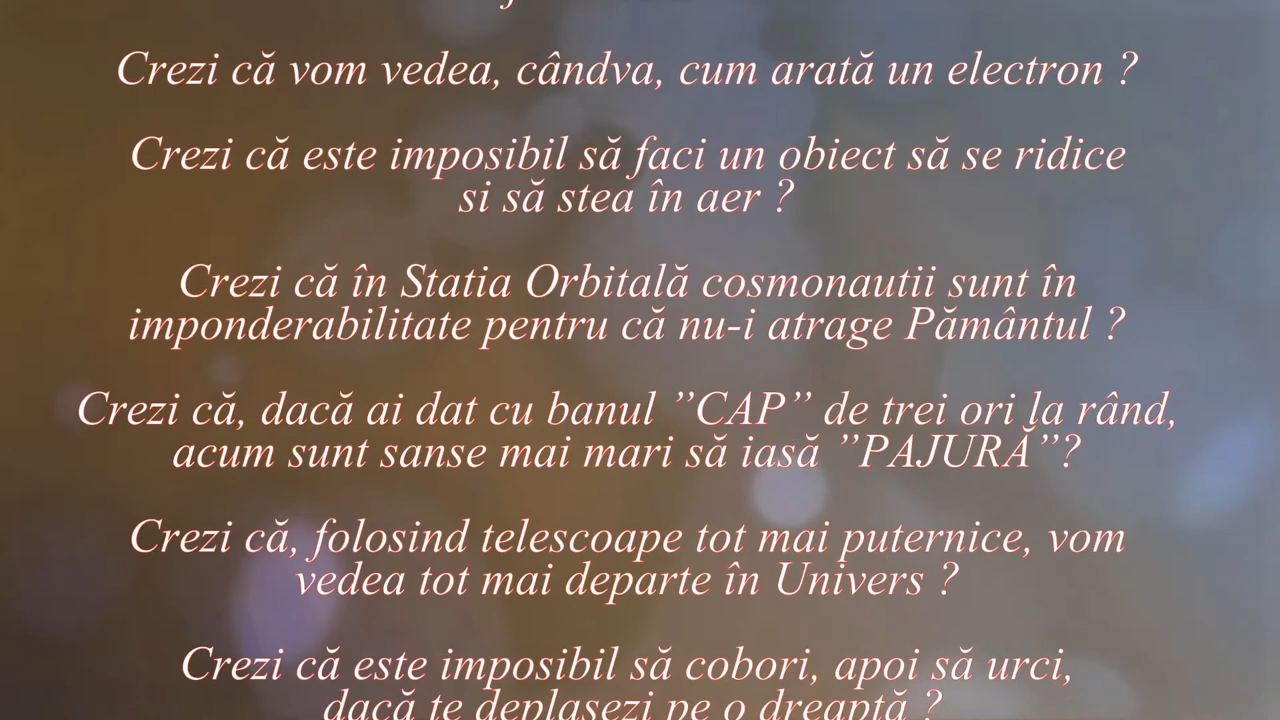 Crezi că vom vedea, cândva, cum arată un electron ?
Crezi că este imposibil să faci un obiect să se ridice
si să stea în aer ?
Crezi că în Statia Orbitală cosmonautii sunt în
imponderabilitate pentru că nu-i atrage Pământul ?
Crezi că, dacă ai dat cu banul ”CAP” de trei ori la rând,
acum sunt sanse mai mari să iasă ”PAJURĂ”?
Crezi că, folosind telescoape tot mai puternice, vom
vedea tot mai departe în Univers ?
Crezi că este imposibil să cobori, apoi să urci,
dacă te deplasezi pe o dreaptă ?